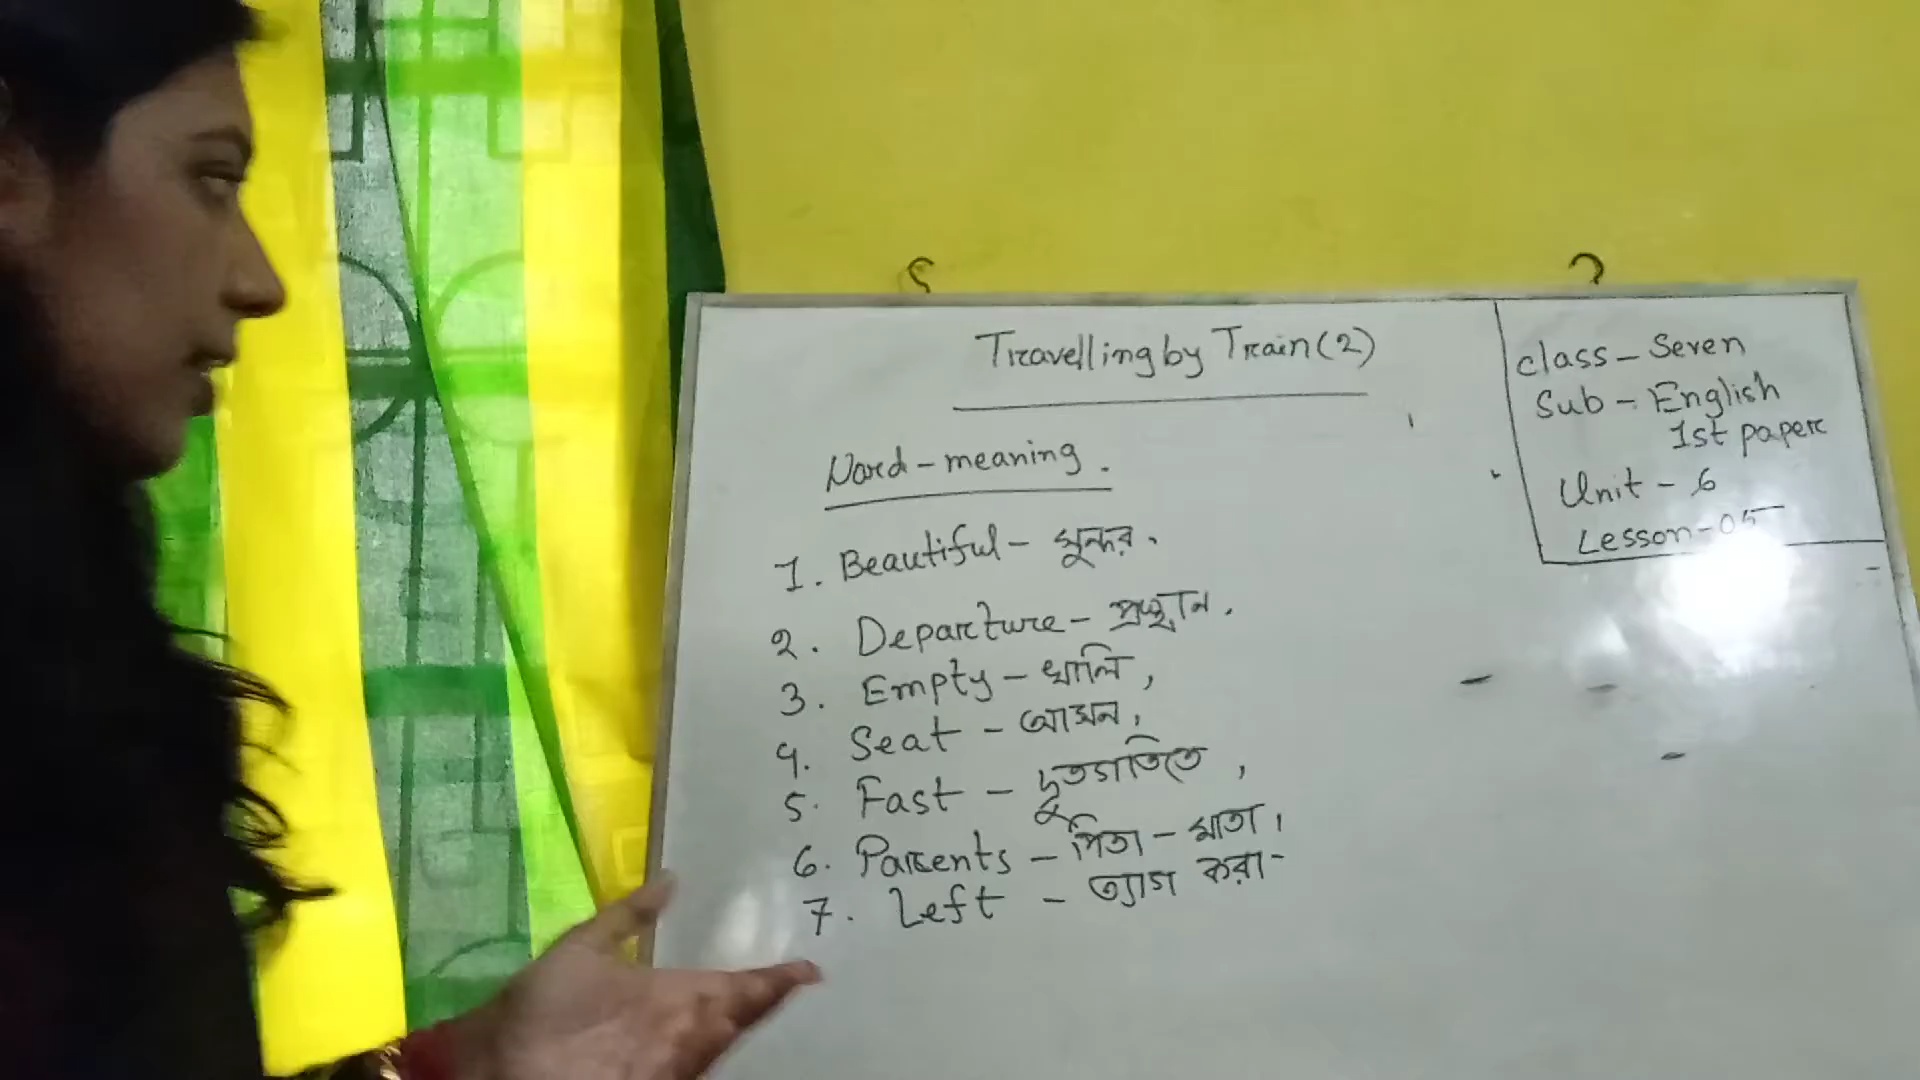 Travelling by Train (2)
Class - Seven
Sub - English
1st paper
Unit - 6
Lesson - 05
Word - meaning.
1. Beautiful - সুন্দর,
2. Departure - প্রস্থান.
3. Empty - খালি,
4. Seat - আসন,
5. Fast - দ্রুতগতিতে,
6. Parents - পিতা - মাতা,
7. Left - ত্যাগ করা-